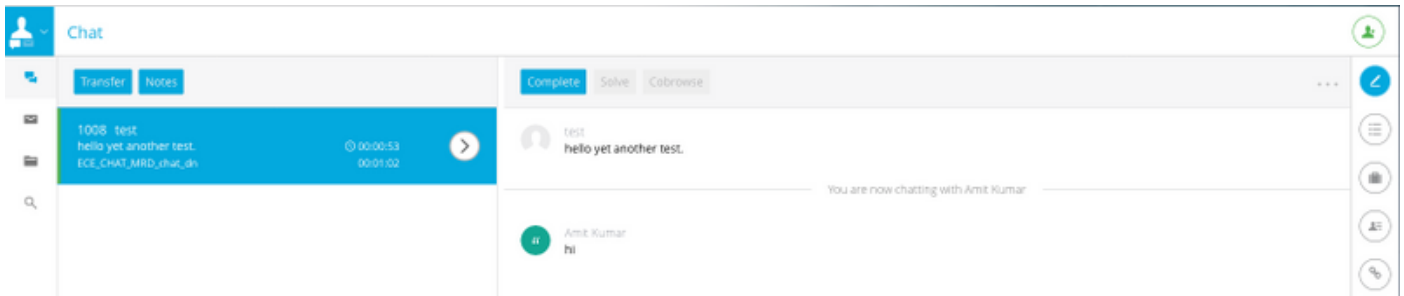 Chat
Transfer Notes
Complete Solve Cobrowse
1008 test
hello yet another test. 00:00:53
ECE_CHAT_MRD_chat_dn 00:01:02
test
hello yet another test.
You are now chatting with Amit Kumar
Amit Kumar
hi